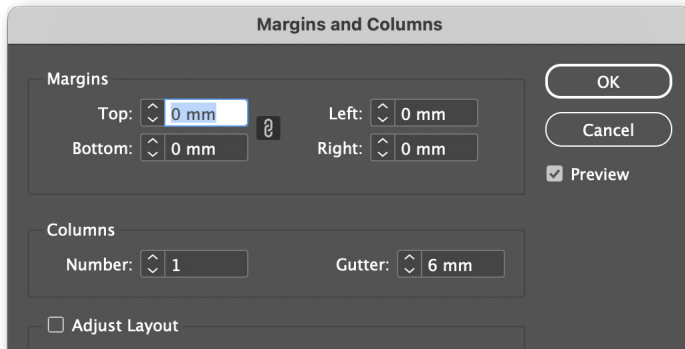 Margins and Columns
Margins
Top: 0 mm
Left: 0 mm
Bottom: 0 mm
Right: 0 mm
OK
Cancel
Preview
Columns
Number: 1
Gutter: 6 mm
Adjust Layout